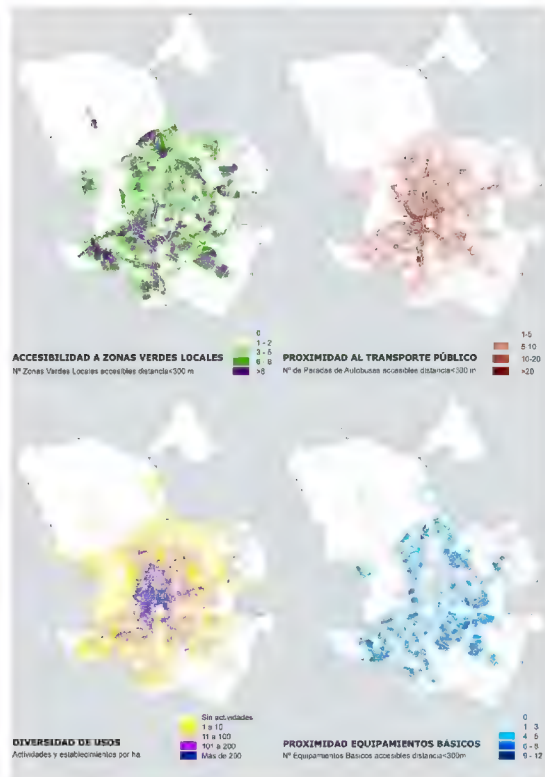 0
1 - 2
3 - 5
6 - 8
>8
ACCESIBILIDAD A ZONAS VERDES LOCALES
Nº Zonas Verdes Locales accesibles distancia<300 m
1-5
5-10
10-20
>20
PROXIMIDAD AL TRANSPORTE PÚBLICO
Nº de Paradas de Autobuses accesibles distancia<300 m
Sin actividades
1 a 10
11 a 100
101 a 200
Más de 200
DIVERSIDAD DE USOS
Actividades y establecimientos por ha
0
1 - 3
4 - 5
6 - 8
9 - 12
PROXIMIDAD EQUIPAMIENTOS BÁSICOS
Nº Equipamientos Básicos accesibles distancia<300m